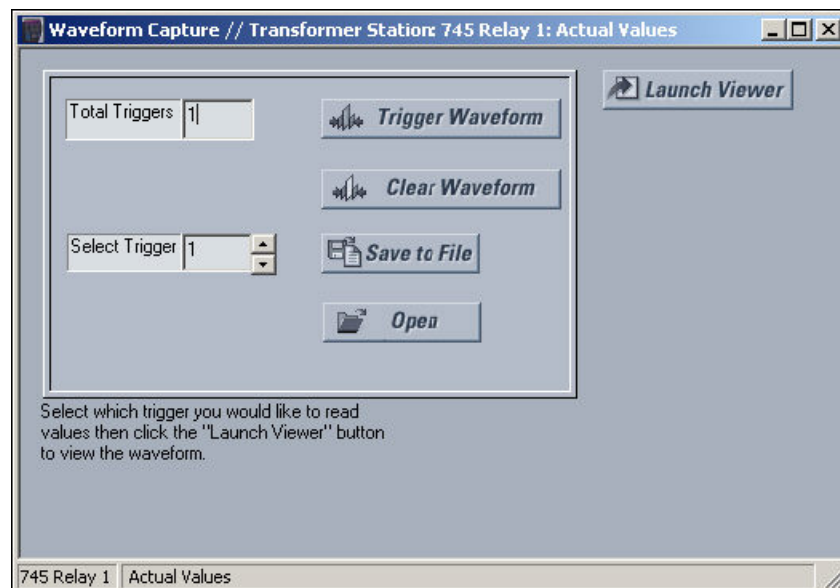 Waveform Capture // Transformer Station: 745 Relay 1: Actual Values
Total Triggers 1
Trigger Waveform
Launch Viewer
Clear Waveform
Select Trigger 1
Save to File
Open
Select which trigger you would like to read
values then click the "Launch Viewer" button
to view the waveform.
745 Relay 1 Actual Values